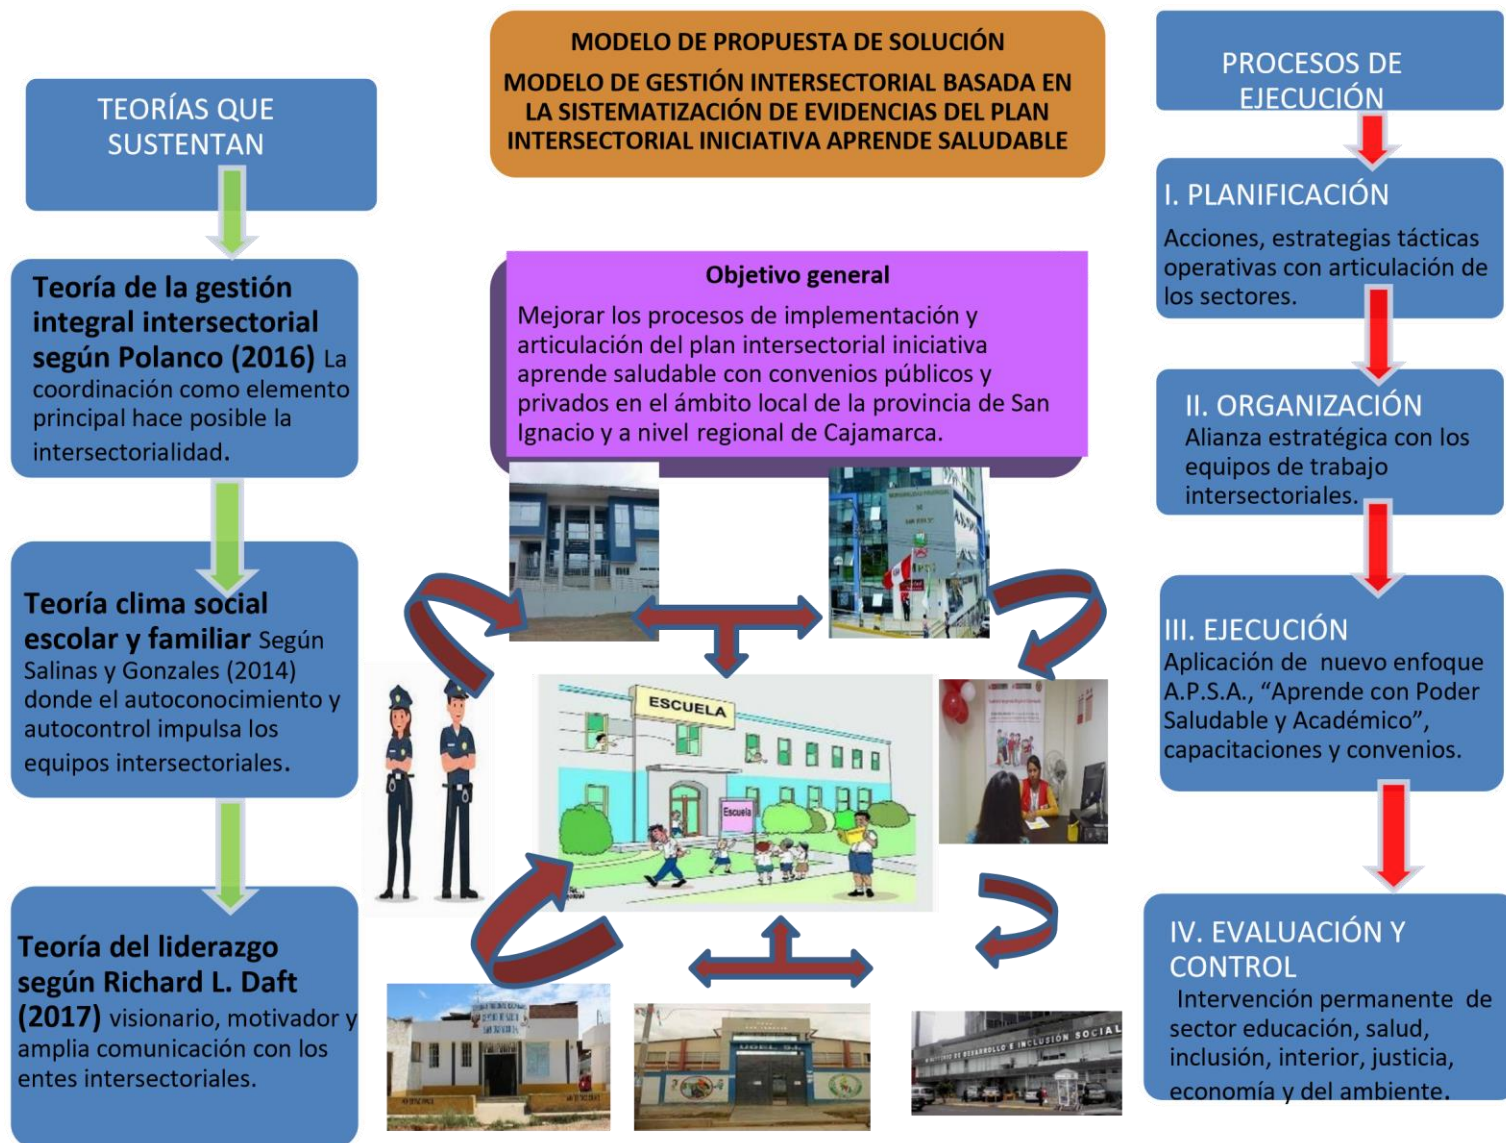 MODELO DE PROPUESTA DE SOLUCIÓN
MODELO DE GESTIÓN INTERSECTORIAL BASADA EN
LA SISTEMATIZACIÓN DE EVIDENCIAS DEL PLAN
INTERSECTORIAL INICIATIVA APRENDE SALUDABLE
TEORÍAS QUE
SUSTENTAN
Teoría de la gestión
integral intersectorial
según Polanco (2016) La
coordinación como elemento
principal hace posible la
intersectorialidad.
Teoría clima social
escolar y familiar Según
Salinas y Gonzales (2014)
donde el autoconocimiento y
autocontrol impulsa los
equipos intersectoriales.
Teoría del liderazgo
según Richard L. Daft
(2017) visionario, motivador y
amplia comunicación con los
entes intersectoriales.
Objetivo general
Mejorar los procesos de implementación y
articulación del plan intersectorial iniciativa
aprende saludable con convenios públicos y
privados en el ámbito local de la provincia de San
Ignacio y a nivel regional de Cajamarca.
ESCUELA
Escuela
DESARROLLO E INCLUSIÓN SOCIAL
PROCESOS DE
EJECUCIÓN
I. PLANIFICACIÓN
Acciones, estrategias tácticas
operativas con articulación de
los sectores.
II. ORGANIZACIÓN
Alianza estratégica con los
equipos de trabajo
intersectoriales.
III. EJECUCIÓN
Aplicación de nuevo enfoque
A.P.S.A., “Aprende con Poder
Saludable y Académico”,
capacitaciones y convenios.
IV. EVALUACIÓN Y
CONTROL
Intervención permanente de
sector educación, salud,
inclusión, interior, justicia,
economía y del ambiente.